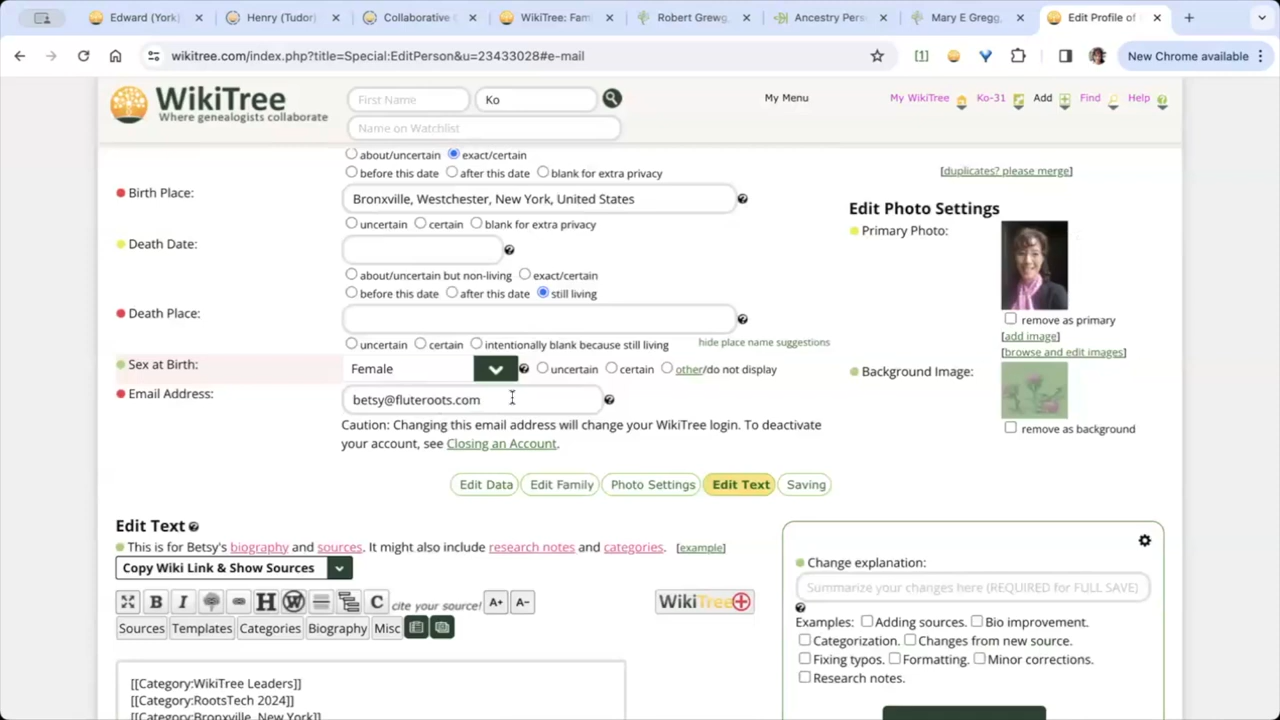 Edward (York)
Henry (Tudor)
Collaborative
WikiTree: Fam
Robert Grewg,
Ancestry Pers
Mary E Gregg,
Edit Profile of
wikitree.com/index.php?title=Special:EditPerson&u=23433028#e-mail
New Chrome available
WikiTree
Where genealogists collaborate
First Name
Ko
Name on Watchlist
My Menu
My WikiTree
Ko-31
Add
Find
Help
about/uncertain exact/certain
before this date after this date blank for extra privacy
Birth Place:
Bronxville, Westchester, New York, United States
uncertain certain blank for extra privacy
Death Date:
about/uncertain but non-living exact/certain
before this date after this date still living
Death Place:
uncertain certain intentionally blank because still living
hide place name suggestions
Sex at Birth:
Female
uncertain certain other/do not display
Email Address:
betsy@fluteroots.com
Caution: Changing this email address will change your WikiTree login. To deactivate
your account, see Closing an Account.
[duplicates? please merge]
Edit Photo Settings
Primary Photo:
remove as primary
[add image]
[browse and edit images]
Background Image:
remove as background
Edit Data
Edit Family
Photo Settings
Edit Text
Saving
Edit Text
This is for Betsy's biography and sources. It might also include research notes and categories. [example]
Copy Wiki Link & Show Sources
B I H W C cite your source! A+ A-
WikiTree+
Sources Templates Categories Biography Misc
[[Category:WikiTree Leaders]]
[[Category:RootsTech 2024]]
[[Category:Bronxville, New York]]
Change explanation:
Summarize your changes here (REQUIRED for FULL SAVE)
Examples: Adding sources. Bio improvement.
Categorization. Changes from new source.
Fixing typos. Formatting. Minor corrections.
Research notes.